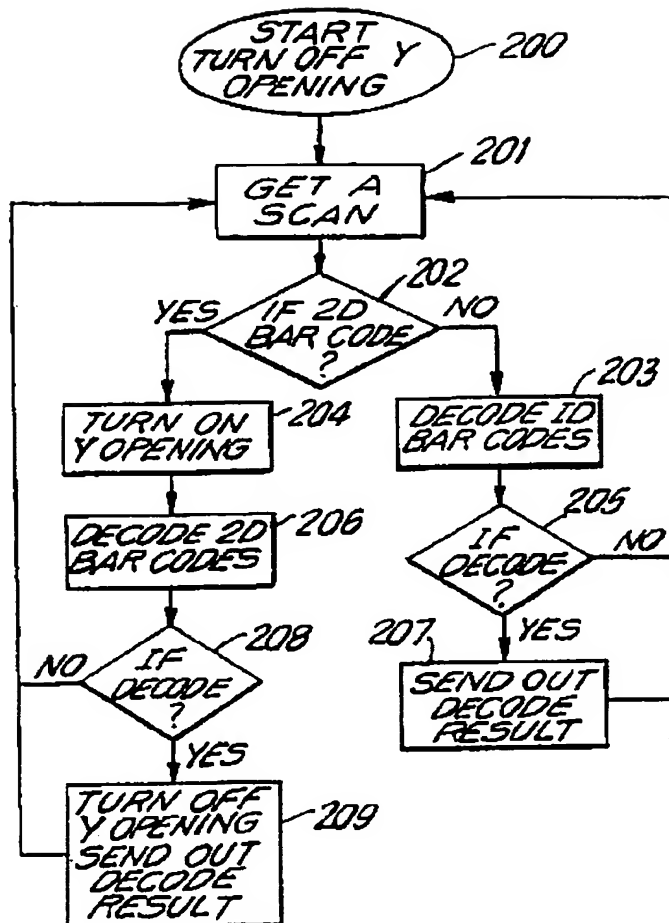 START
TURN OFF Y
OPENING
200
201
GET A
SCAN
202
YES
IF 2D
BAR CODE
?
NO
203
TURN ON
Y OPENING
204
DECODE 1D
BAR CODES
205
DECODE 2D
BAR CODES
206
IF
DECODE
?
NO
208
NO
IF
DECODE
?
YES
207
SEND OUT
DECODE
RESULT
YES
TURN OFF
Y OPENING
SEND OUT
DECODE
RESULT
209